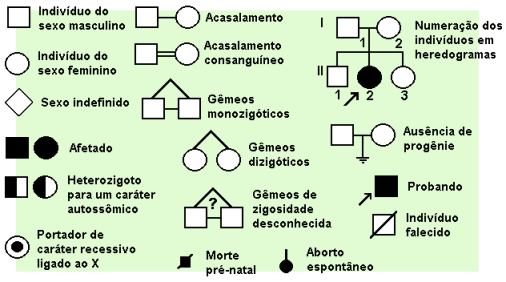 Indivíduo do
sexo masculino
Indivíduo do
sexo feminino
Sexo indefinido
Afetado
Heterozigoto
para um caráter
autossômico
Portador de
caráter recessivo
ligado ao X
Acasalamento
Acasalamento
consanguíneo
Gêmeos
monozigóticos
Gêmeos
dizigóticos
?
Gêmeos de
zigosidade
desconhecida
Morte
pré-natal
Aborto
espontâneo
I
1 2
II
1 2 3
Numeração dos
indivíduos em
heredogramas
Ausência de
progênie
Probando
Indivíduo
falecido